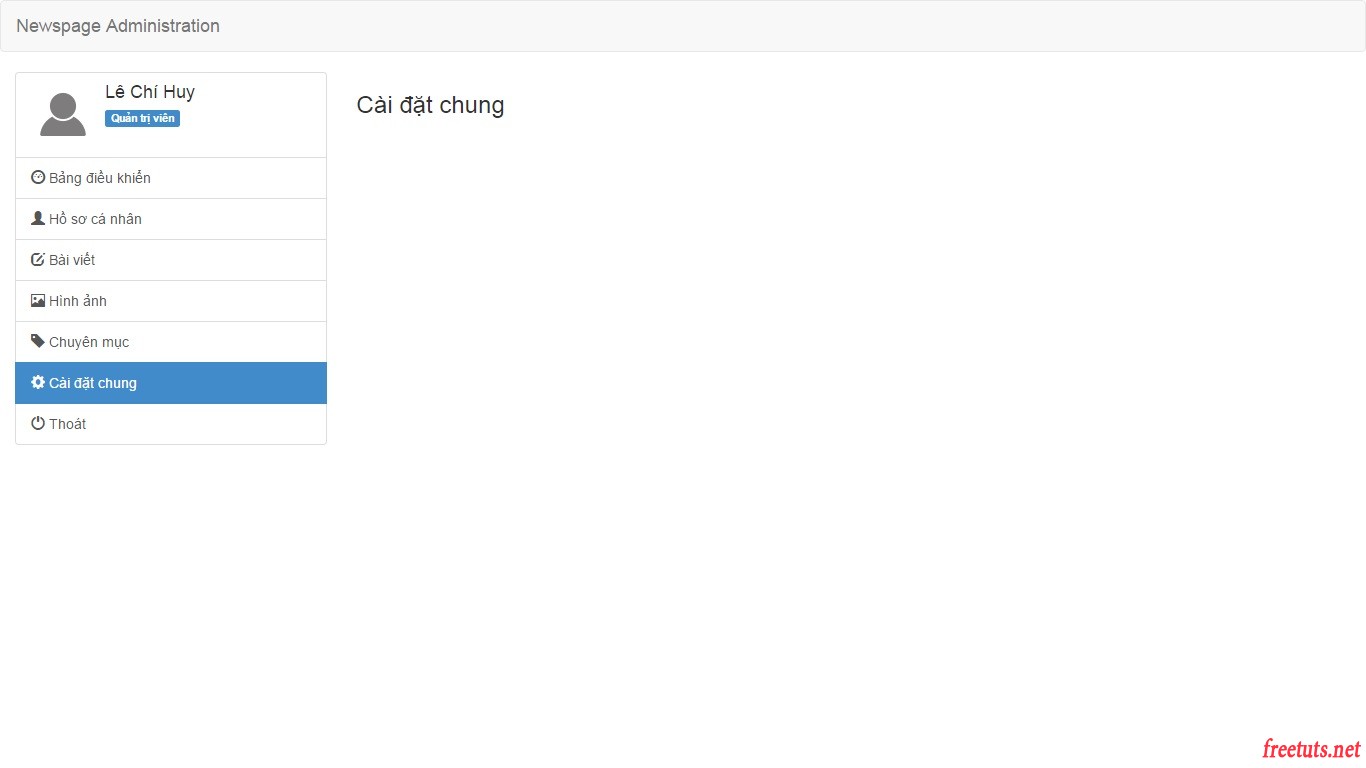 Newspage Administration
Lê Chí Huy
Quản trị viên
Cài đặt chung
Bảng điều khiển
Hồ sơ cá nhân
Bài viết
Hình ảnh
Chuyên mục
Cài đặt chung
Thoát
freetuts.net